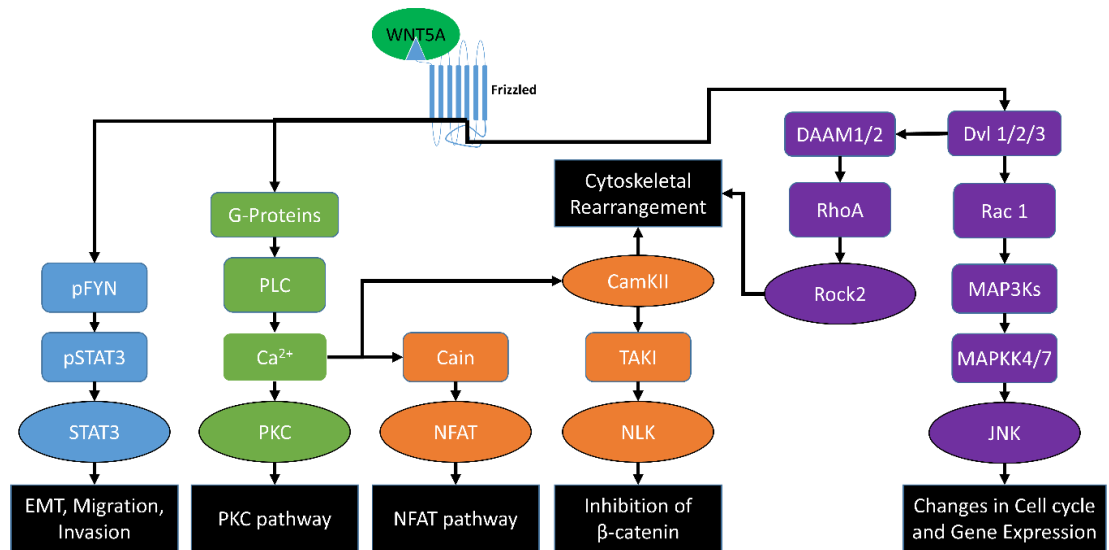 WNT5A
Frizzled
DAAM1/2
Dvl 1/2/3
Cytoskeletal
Rearrangement
G-Proteins
RhoA
Rac 1
pFYN
PLC
CamKII
Rock2
MAP3Ks
pSTAT3
Ca²⁺
Cain
TAKI
MAPKK4/7
STAT3
PKC
NFAT
NLK
JNK
EMT, Migration,
Invasion
PKC pathway
NFAT pathway
Inhibition of
β-catenin
Changes in Cell cycle
and Gene Expression